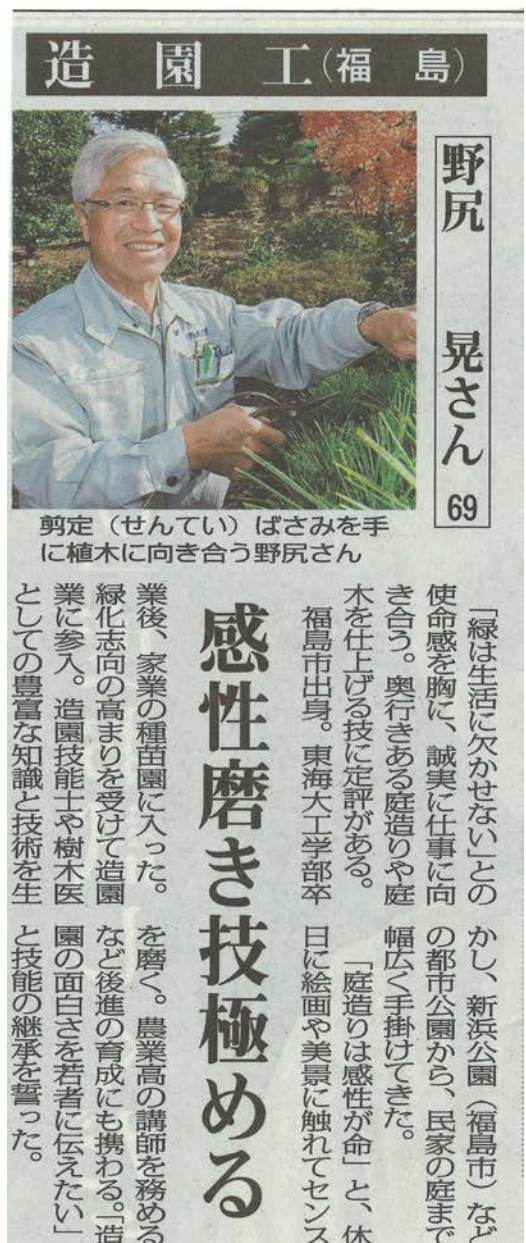 造園工(福島)
野尻 晃さん 69
剪定（せんてい）ばさみを手
に植木に向き合う野尻さん
感性磨き技極める
「緑は生活に欠かせない」との
使命感を胸に、誠実に仕事に向
き合う。奥行きある庭造りや庭
木を仕上げる技に定評がある。
福島市出身。東海大工学部卒
業後、家業の種苗園に入った。
緑化志向の高まりを受けて造園
業に参入。造園技能士や樹木医
としての豊富な知識と技術を生
かし、新浜公園（福島市）など
の都市公園から、民家の庭まで
幅広く手掛けてきた。
「庭造りは感性が命」と、休
日に絵画や美景に触れてセンス
を磨く。農業高の講師を務める
など後進の育成にも携わる。「造
園の面白さを若者に伝えたい」
と技能の継承を誓った。